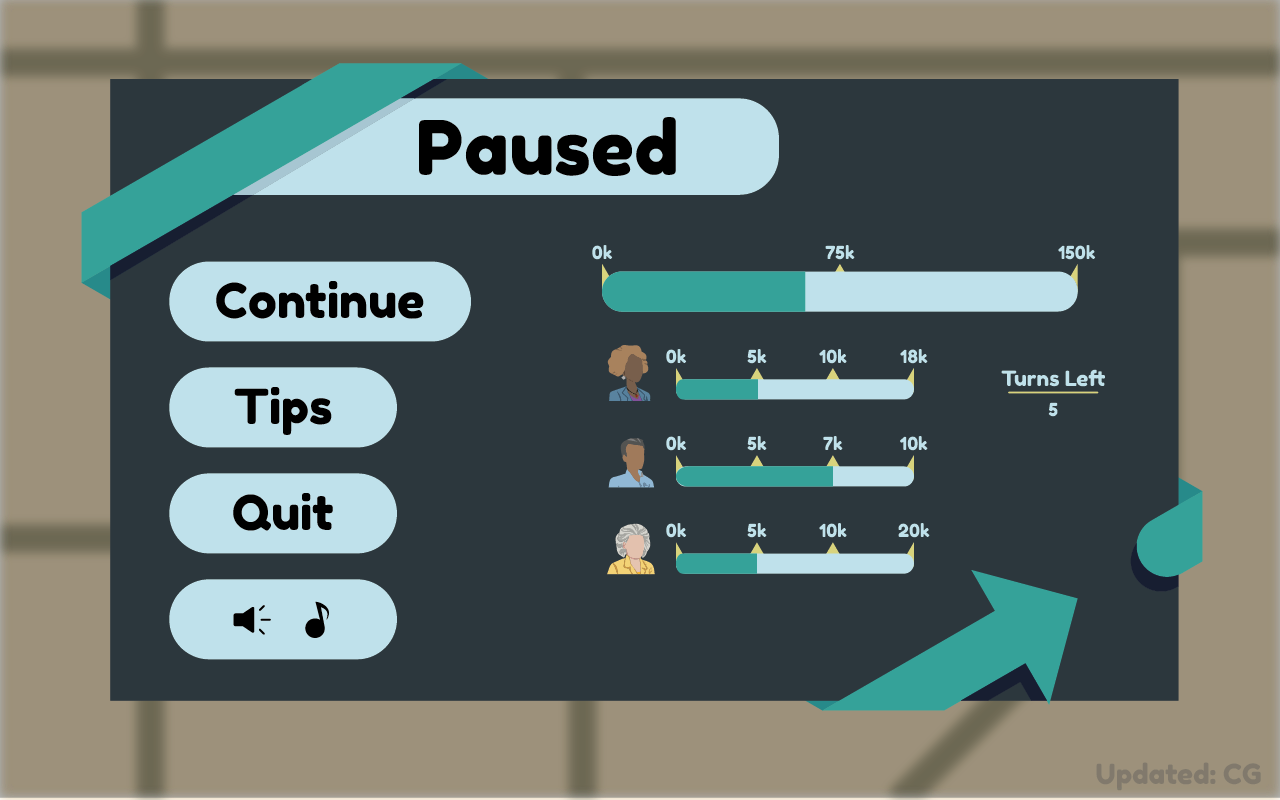 Paused
Continue
Tips
Quit
0k 75k 150k
0k 5k 10k 18k
Turns Left
5
0k 5k 7k 10k
0k 5k 10k 20k
Updated: CG